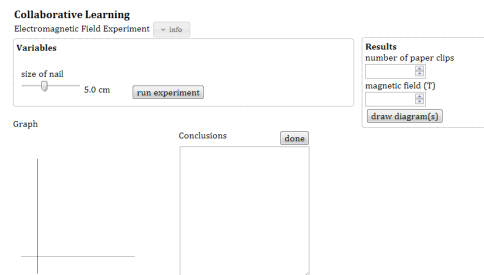 Collaborative Learning
Electromagnetic Field Experiment info
Variables
size of nail
5.0 cm
run experiment
Results
number of paper clips
magnetic field (T)
draw diagram(s)
Graph
Conclusions
done